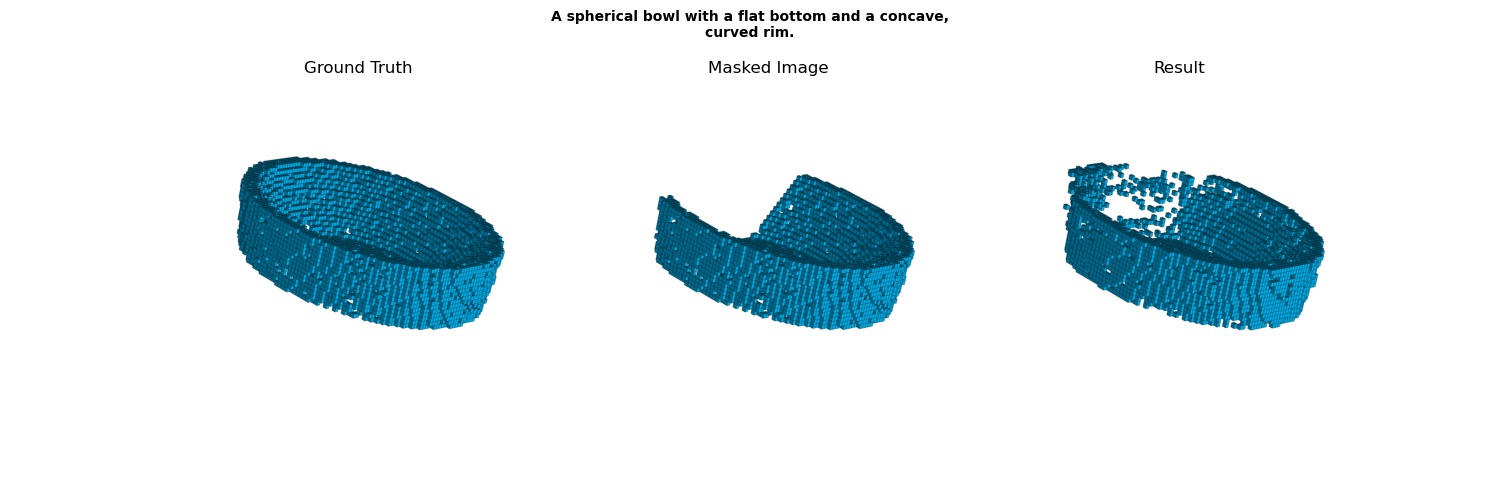 A spherical bowl with a flat bottom and a concave,
curved rim.
Ground Truth
Masked Image
Result